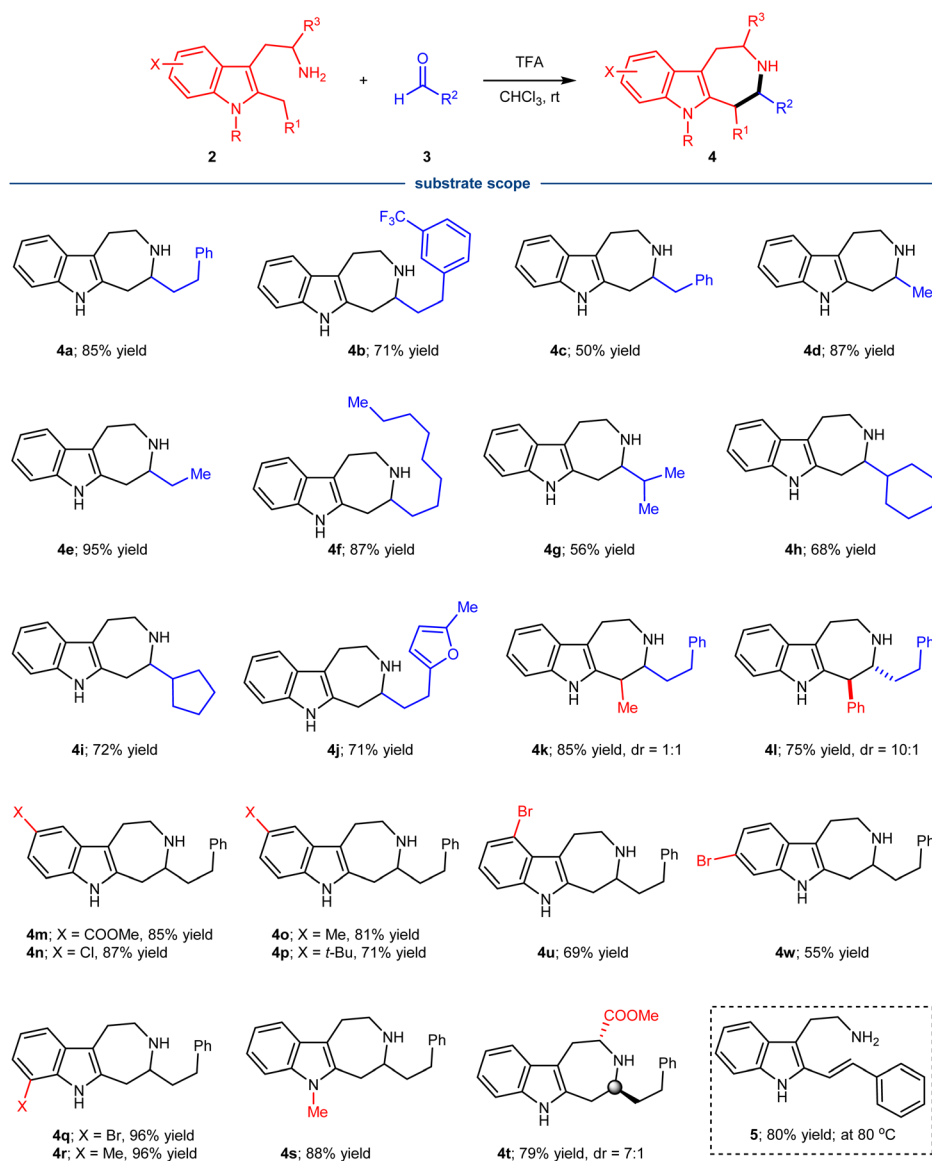 R³
X
NH₂
N
R
R¹
2
+
O
H
R²
3
TFA
CHCl₃, rt
R³
X
NH
R²
N
R
R¹
4
substrate scope
NH
Ph
N
H
4a; 85% yield
F₃C
NH
N
H
4b; 71% yield
NH
Ph
N
H
4c; 50% yield
NH
Me
N
H
4d; 87% yield
NH
Me
N
H
4e; 95% yield
Me
NH
N
H
4f; 87% yield
NH
Me
Me
N
H
4g; 56% yield
NH
N
H
4h; 68% yield
NH
N
H
4i; 72% yield
Me
O
NH
N
H
4j; 71% yield
NH
Ph
N
H
Me
4k; 85% yield, dr = 1:1
NH
Ph
N
H
Ph
4l; 75% yield, dr = 10:1
X
NH
Ph
N
H
4m; X = COOMe, 85% yield
4n; X = Cl, 87% yield
X
NH
Ph
N
H
4o; X = Me, 81% yield
4p; X = t-Bu, 71% yield
Br
NH
Ph
N
H
4u; 69% yield
Br
NH
Ph
N
H
4w; 55% yield
NH
Ph
X
N
H
4q; X = Br, 96% yield
4r; X = Me, 96% yield
NH
Ph
N
Me
4s; 88% yield
COOMe
NH
Ph
N
H
4t; 79% yield, dr = 7:1
NH₂
N
H
5; 80% yield; at 80 ºC